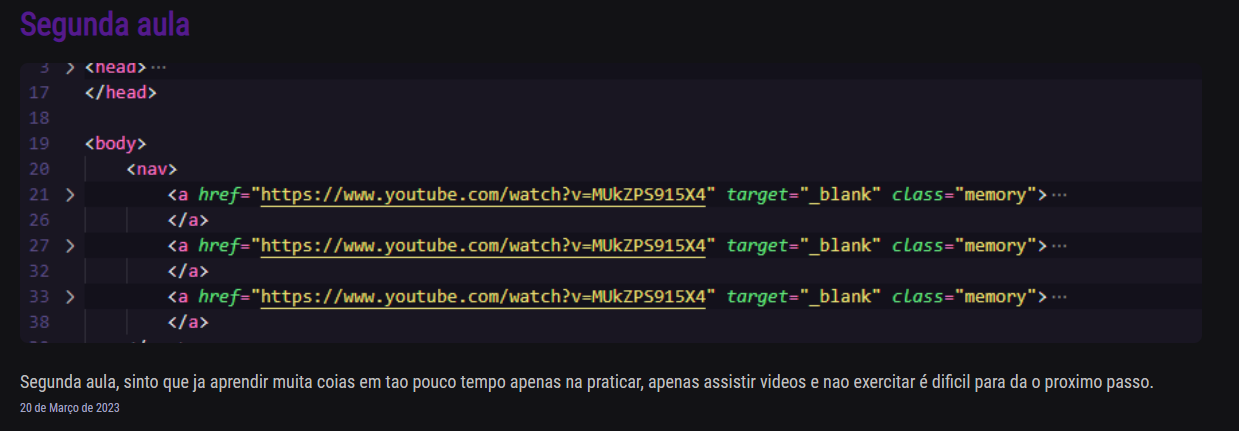 Segunda aula
3 > <head>···
17 </head>
18
19 <body>
20 <nav>
21 > <a href="https://www.youtube.com/watch?v=MUkZPS915X4" target="_blank" class="memory">···
26 </a>
27 > <a href="https://www.youtube.com/watch?v=MUkZPS915X4" target="_blank" class="memory">···
32 </a>
33 > <a href="https://www.youtube.com/watch?v=MUkZPS915X4" target="_blank" class="memory">···
38 </a>
Segunda aula, sinto que ja aprendir muita coias em tao pouco tempo apenas na praticar, apenas assistir videos e nao exercitar é dificil para da o proximo passo.
20 de Março de 2023